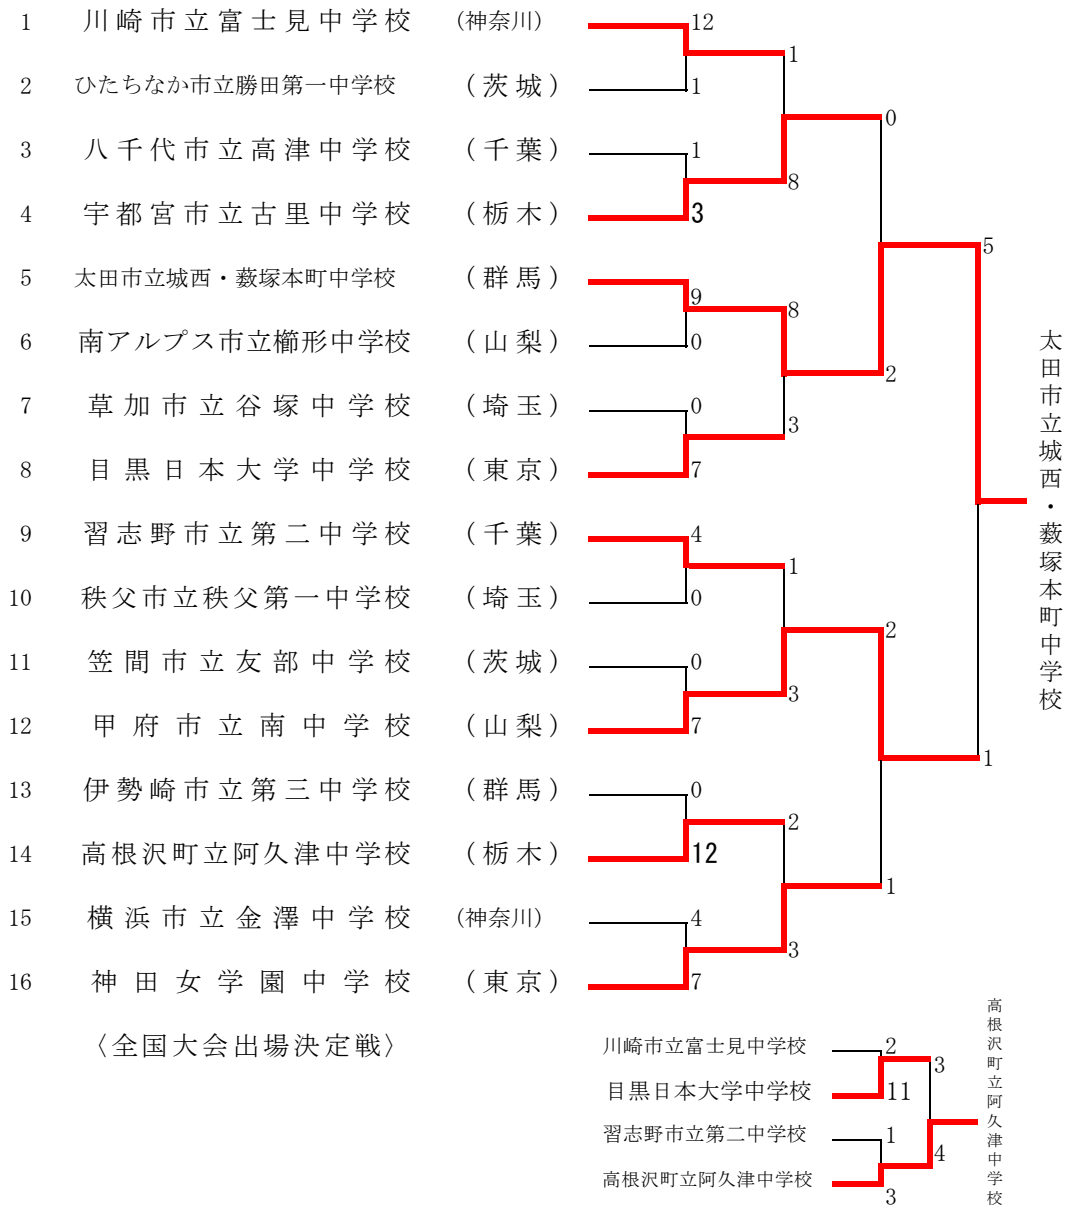 1 川崎市立富士見中学校 (神奈川) 12
1
2 ひたちなか市立勝田第一中学校 (茨城) 1
0
3 八千代市立高津中学校 (千葉) 1
8
4 宇都宮市立古里中学校 (栃木) 3
5
5 太田市立城西・藪塚本町中学校 (群馬) 9
8
6 南アルプス市立櫛形中学校 (山梨) 0
2
7 草加市立谷塚中学校 (埼玉) 0
3
8 目黒日本大学中学校 (東京) 7
太田市立城西・藪塚本町中学校
9 習志野市立第二中学校 (千葉) 4
1
10 秩父市立秩父第一中学校 (埼玉) 0
2
11 笠間市立友部中学校 (茨城) 0
3
12 甲府市立南中学校 (山梨) 7
1
13 伊勢崎市立第三中学校 (群馬) 0
2
14 高根沢町立阿久津中学校 (栃木) 12
1
15 横浜市立金澤中学校 (神奈川) 4
3
16 神田女学園中学校 (東京) 7
〈全国大会出場決定戦〉
川崎市立富士見中学校 2
3
目黒日本大学中学校 11
習志野市立第二中学校 1
4
高根沢町立阿久津中学校 3
高根沢町立阿久津中学校